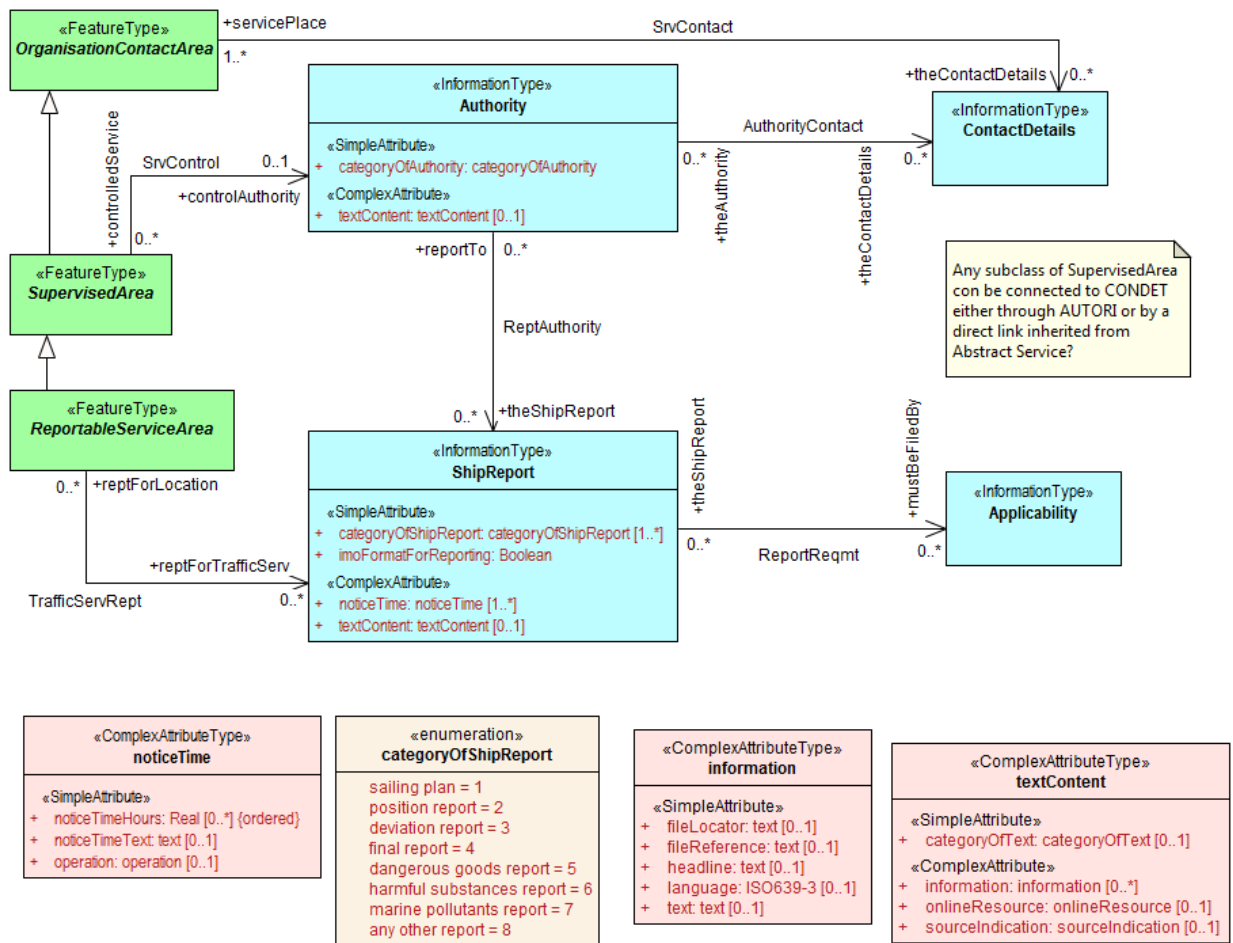 «FeatureType»
OrganisationContactArea
+servicePlace
1..*
SrvContact
+theContactDetails
0..*
«InformationType»
ContactDetails
«InformationType»
Authority
«SimpleAttribute»
+ categoryOfAuthority: categoryOfAuthority
«ComplexAttribute»
+ textContent: textContent [0..1]
AuthorityContact
0..*
+theAuthority
+theContactDetails
0..*
+controlledService
SrvControl
0..1
+controlAuthority
0..*
«FeatureType»
SupervisedArea
+reportTo
0..*
ReptAuthority
0..*
+theShipReport
Any subclass of SupervisedArea
con be connected to CONDET
either through AUTORI or by a
direct link inherited from
Abstract Service?
«FeatureType»
ReportableServiceArea
0..*
+reptForLocation
+reptForTrafficServ
TrafficServRept
0..*
«InformationType»
ShipReport
«SimpleAttribute»
+ categoryOfShipReport: categoryOfShipReport [1..*]
+ imoFormatForReporting: Boolean
«ComplexAttribute»
+ noticeTime: noticeTime [1..*]
+ textContent: textContent [0..1]
+theShipReport
0..*
ReportReqmt
+mustBeFiledBy
0..*
«InformationType»
Applicability
«ComplexAttributeType»
noticeTime
«SimpleAttribute»
+ noticeTimeHours: Real [0..*] {ordered}
+ noticeTimeText: text [0..1]
+ operation: operation [0..1]
«enumeration»
categoryOfShipReport
sailing plan = 1
position report = 2
deviation report = 3
final report = 4
dangerous goods report = 5
harmful substances report = 6
marine pollutants report = 7
any other report = 8
«ComplexAttributeType»
information
«SimpleAttribute»
+ fileLocator: text [0..1]
+ fileReference: text [0..1]
+ headline: text [0..1]
+ language: ISO639-3 [0..1]
+ text: text [0..1]
«ComplexAttributeType»
textContent
«SimpleAttribute»
+ categoryOfText: categoryOfText [0..1]
«ComplexAttribute»
+ information: information [0..*]
+ onlineResource: onlineResource [0..1]
+ sourceIndication: sourceIndication [0..1]